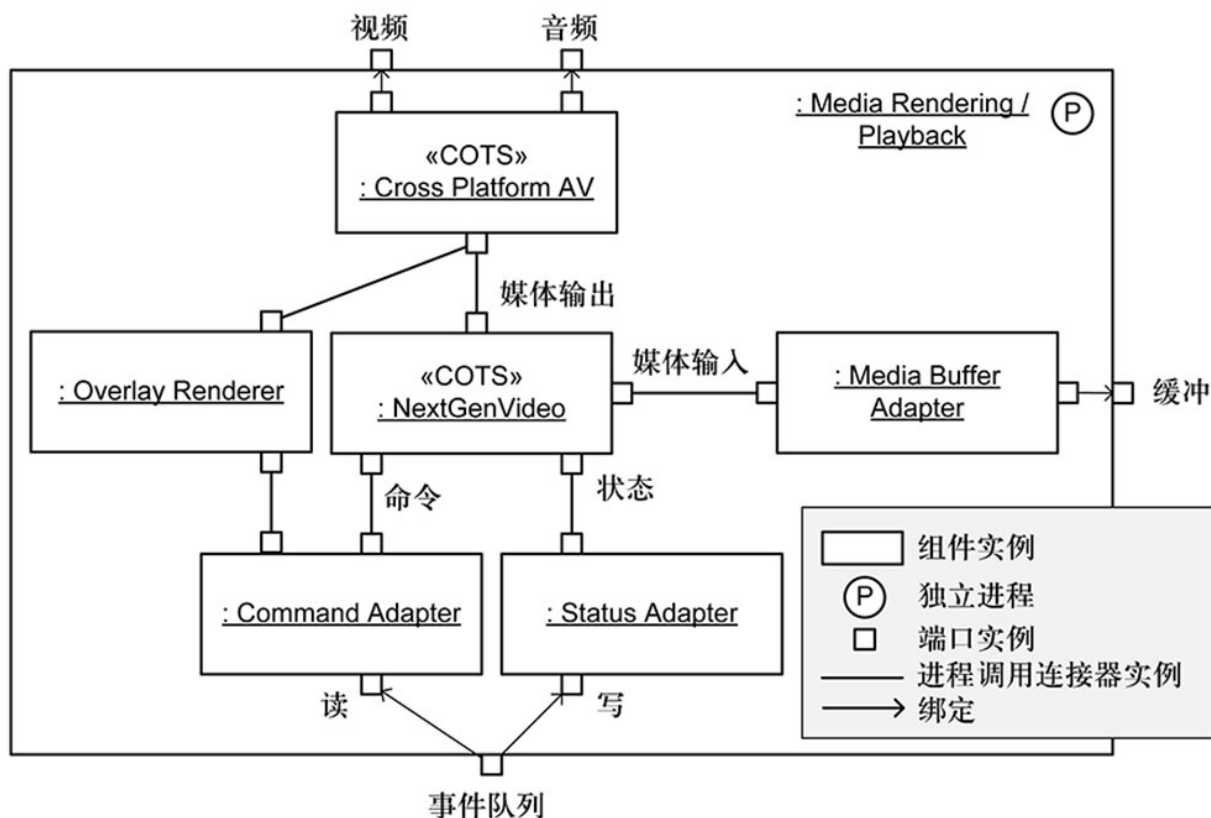 视频
音频
: Media Rendering /
Playback
P
«COTS»
: Cross Platform AV
媒体输出
: Overlay Renderer
«COTS»
: NextGenVideo
媒体输入
: Media Buffer
Adapter
缓冲
命令
状态
: Command Adapter
: Status Adapter
读
写
事件队列
组件实例
P
独立进程
端口实例
进程调用连接器实例
绑定